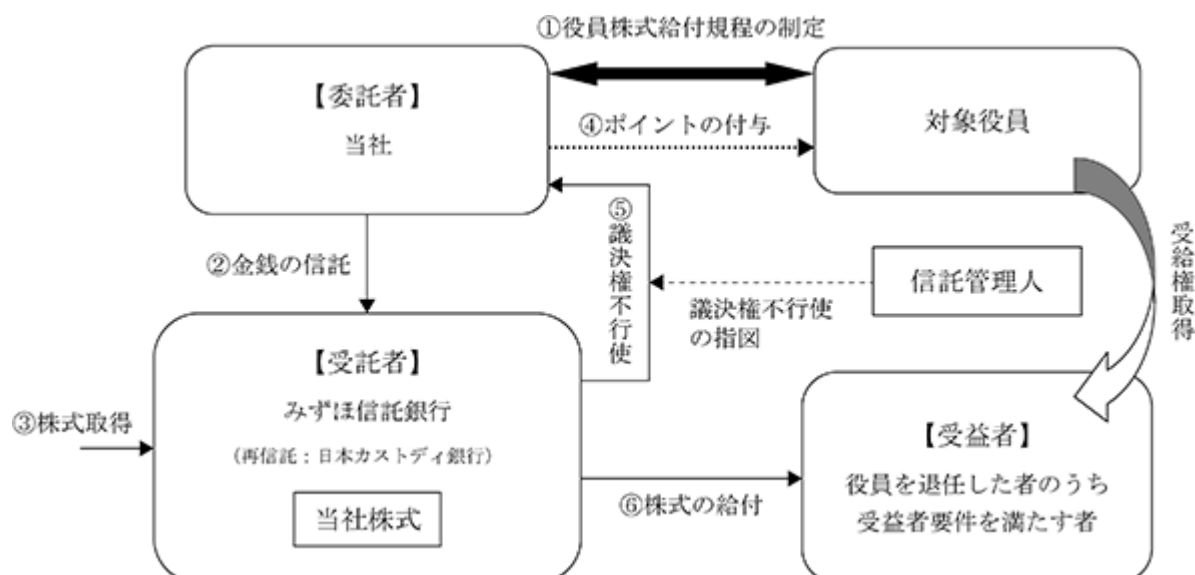 ①役員株式給付規程の制定
【委託者】
当社
④ポイントの付与
対象役員
②金銭の信託
⑤議決権不行使
議決権不行使
の指図
信託管理人
受給権取得
③株式取得
【受託者】
みずほ信託銀行
(再信託：日本カストディ銀行)
当社株式
⑥株式の給付
【受益者】
役員を退任した者のうち
受益者要件を満たす者